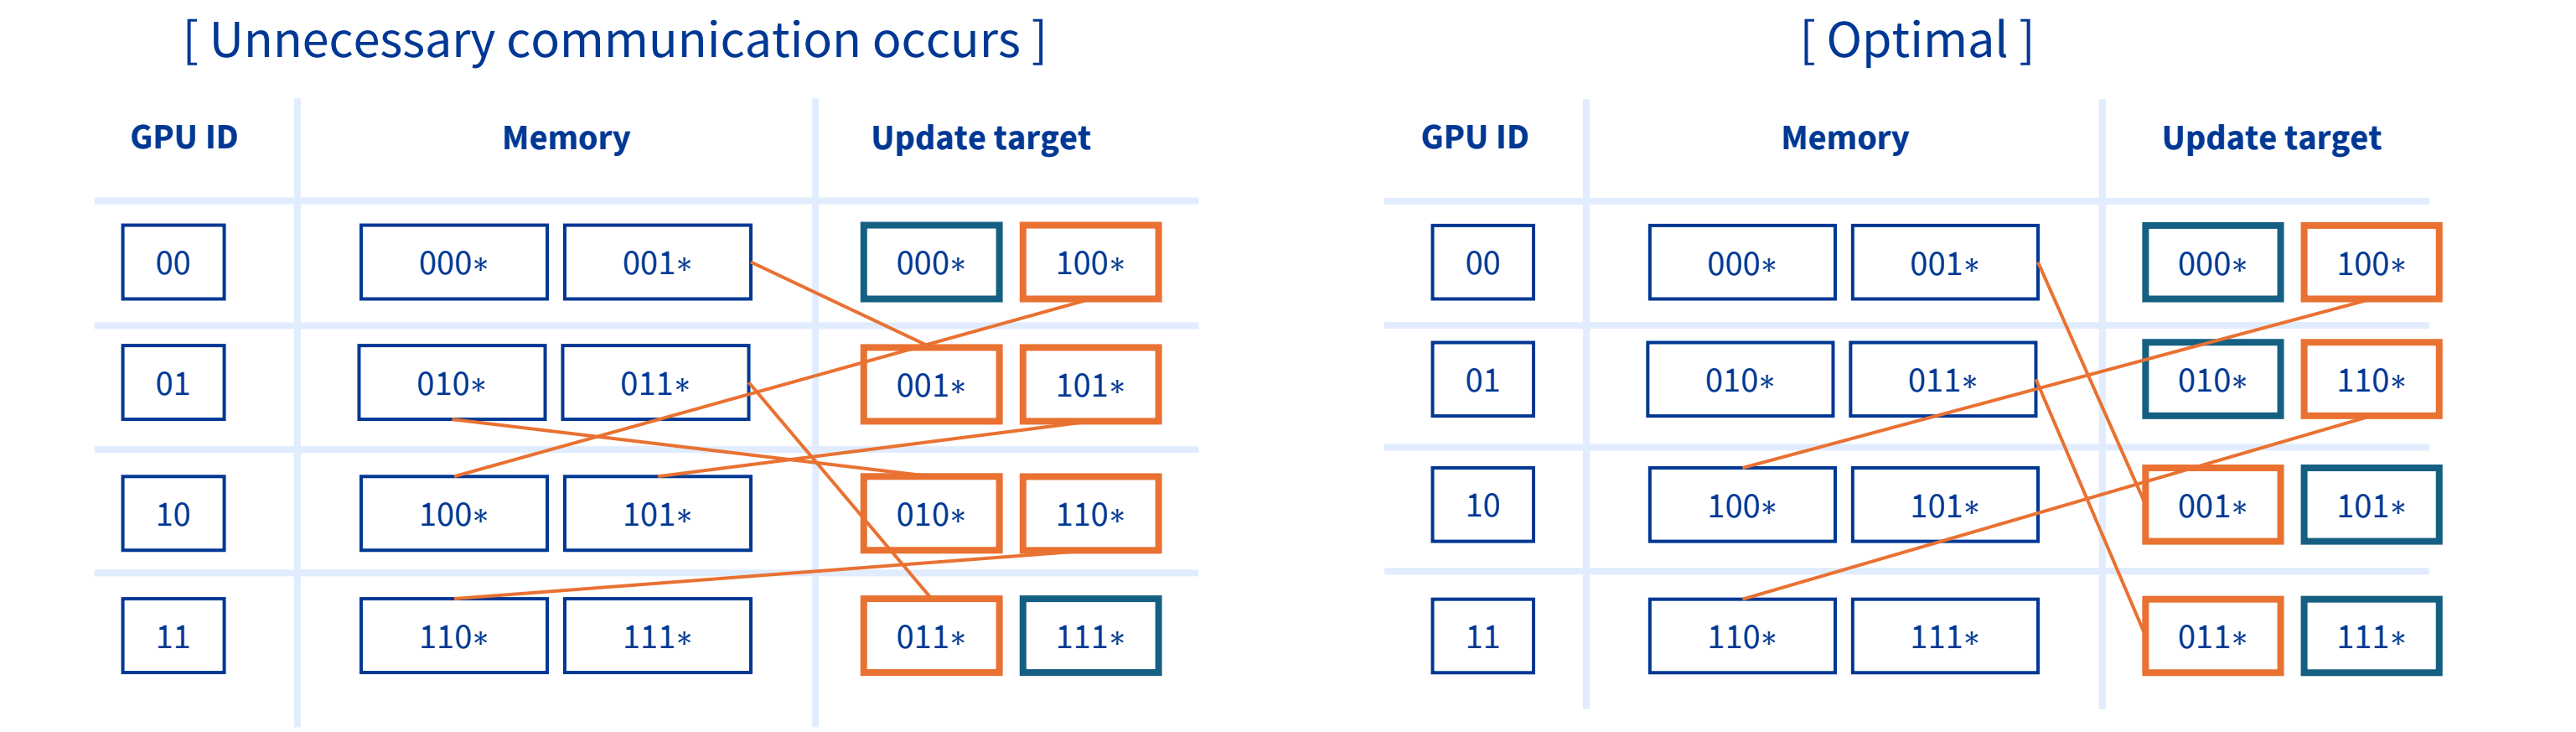 [ Unnecessary communication occurs ]
GPU ID Memory Update target
00 000* 001* 000* 100*
01 010* 011* 001* 101*
10 100* 101* 010* 110*
11 110* 111* 011* 111*
[ Optimal ]
GPU ID Memory Update target
00 000* 001* 000* 100*
01 010* 011* 010* 110*
10 100* 101* 001* 101*
11 110* 111* 011* 111*